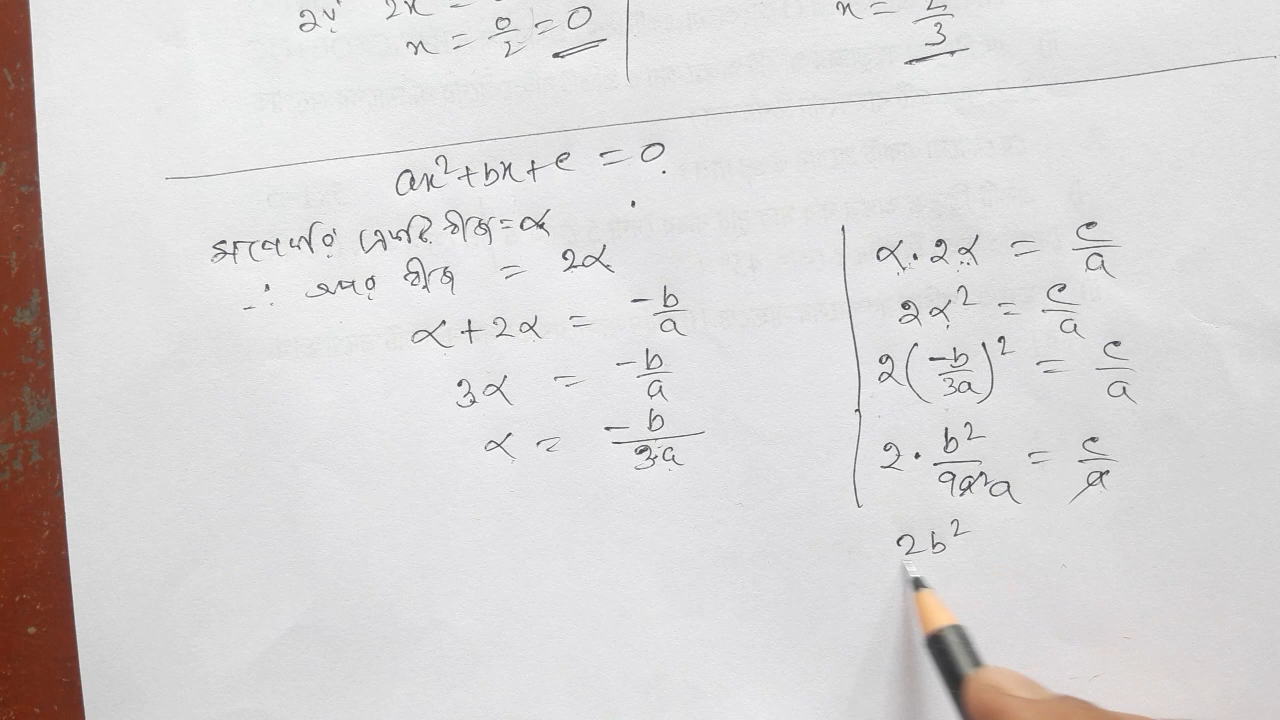 2x =
x = 0/2 = 0
x = 2/3
ax² + bx + c = 0.
একটি বীজ = α
∴ অপর বীজ = 2α
α + 2α = -b/a
3α = -b/a
α = -b/3a
α · 2α = c/a
2α² = c/a
2(-b/3a)² = c/a
2 · b²/9a²a = c/a
2b²